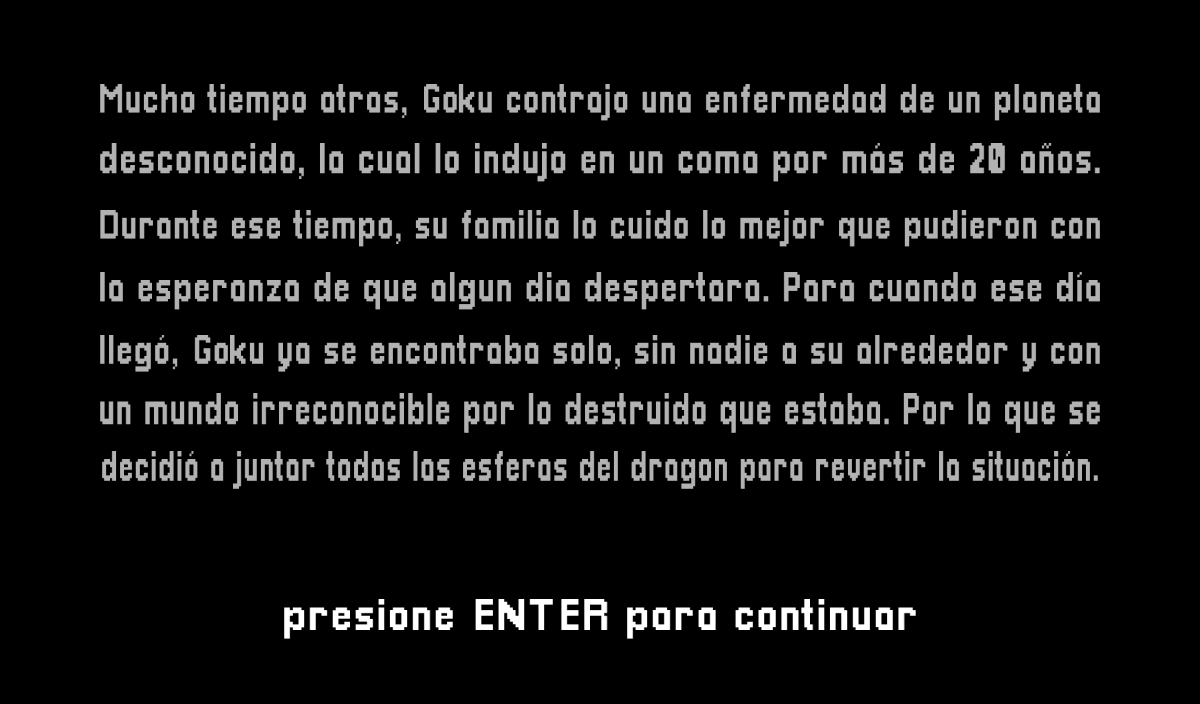 Mucho tiempo atras, Goku contrajo una enfermedad de un planeta
desconocido, la cual lo indujo en un coma por más de 20 años.
Durante ese tiempo, su familia lo cuido lo mejor que pudieron con
la esperanza de que algun dia despertara. Para cuando ese día
llegó, Goku ya se encontraba solo, sin nadie a su alrededor y con
un mundo irreconocible por lo destruido que estaba. Por lo que se
decidió a juntar todas las esferas del dragon para revertir la situación.
presione ENTER para continuar